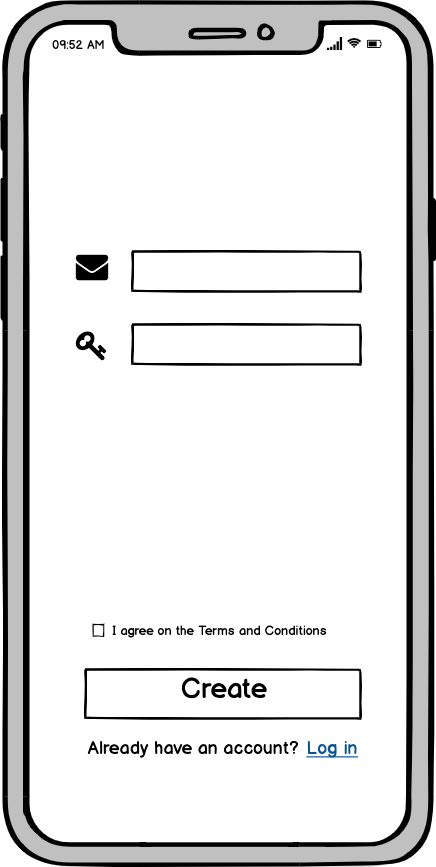 09:52 AM
I agree on the Terms and Conditions
Create
Already have an account? Log in